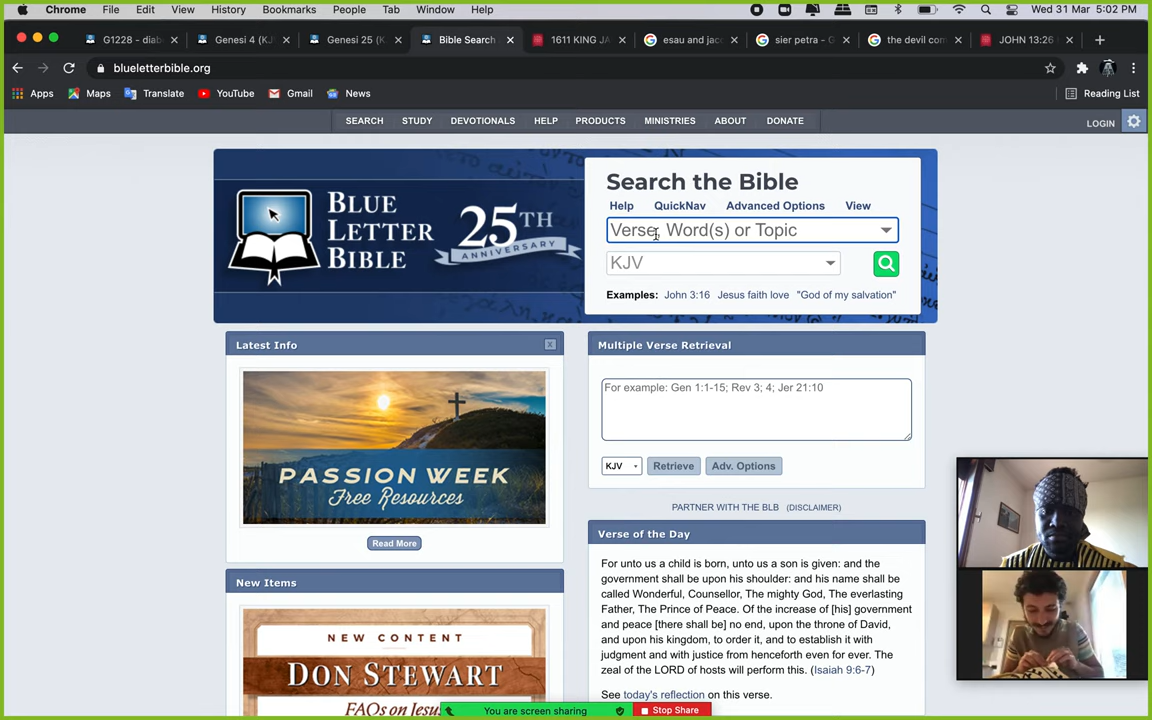 Chrome File Edit View History Bookmarks People Tab Window Help Wed 31 Mar 5:02 PM
G1228 - diab Genesi 4 (KJ Genesi 25 (K Bible Search 1611 KING JA esau and jac sier petra - G the devil com JOHN 13:26
blueletterbible.org
Apps Maps Translate YouTube Gmail News Reading List
SEARCH STUDY DEVOTIONALS HELP PRODUCTS MINISTRIES ABOUT DONATE LOGIN
BLUE
LETTER
BIBLE
25TH
ANNIVERSARY
Search the Bible
Help QuickNav Advanced Options View
Verse, Word(s) or Topic
KJV
Examples: John 3:16 Jesus faith love "God of my salvation"
Latest Info X
PASSION WEEK
Free Resources
Read More
New Items
NEW CONTENT
DON STEWART
FAQs on Jesus
Multiple Verse Retrieval
For example: Gen 1:1-15; Rev 3; 4; Jer 21:10
KJV Retrieve Adv. Options
PARTNER WITH THE BLB (DISCLAIMER)
Verse of the Day
For unto us a child is born, unto us a son is given: and the
government shall be upon his shoulder: and his name shall be
called Wonderful, Counsellor, The mighty God, The everlasting
Father, The Prince of Peace. Of the increase of [his] government
and peace [there shall be] no end, upon the throne of David,
and upon his kingdom, to order it, and to establish it with
judgment and with justice from henceforth even for ever. The
zeal of the LORD of hosts will perform this. (Isaiah 9:6-7)
See today's reflection on this verse.
You are screen sharing Stop Share